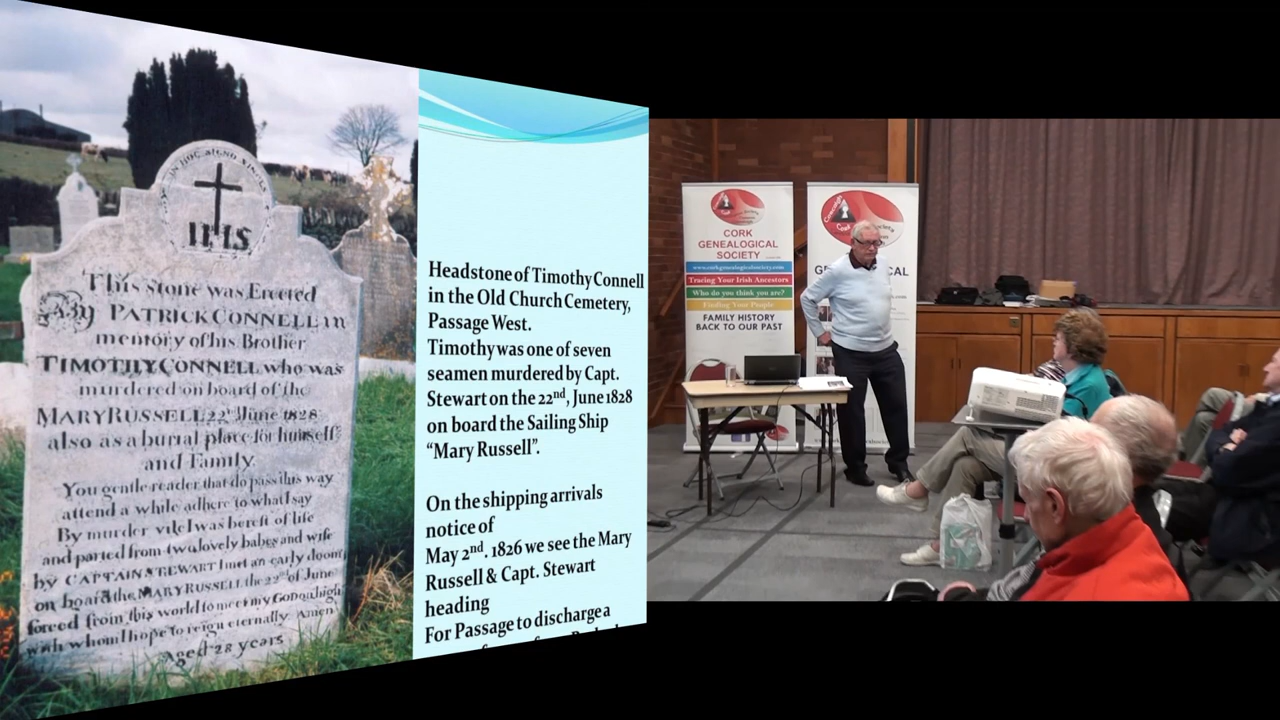 IN HOC SIGNO VINCES
IHS
This stone was Erected
By PATRICK CONNELL in
memory of his Brother
TIMOTHY CONNELL who was
murdered on board of the
MARY RUSSELL 22d June 1828
also as a burial place for himself
and Family.
You gentle reader that do pass this way
attend a while adhere to what I say
By murder vile I was bereft of life
and parted from two lovely babes and wife
by CAPTAIN STEWART I met an early doom
on board the MARY RUSSELL the 22d of June
forced from this world to meet my God on high
with whom I hope to reign eternally Amen
Aged 28 years
Headstone of Timothy Connell
in the Old Church Cemetery,
Passage West.
Timothy was one of seven
seamen murdered by Capt.
Stewart on the 22nd, June 1828
on board the Sailing Ship
“Mary Russell”.
On the shipping arrivals
notice of
May 2nd. 1826 we see the Mary
Russell & Capt. Stewart
heading
For Passage to discharge a
CORK
GENEALOGICAL
SOCIETY
www.corkgenealogicalsociety.com
Tracing Your Irish Ancestors
Who do you think you are?
Finding Your People
FAMILY HISTORY
BACK TO OUR PAST